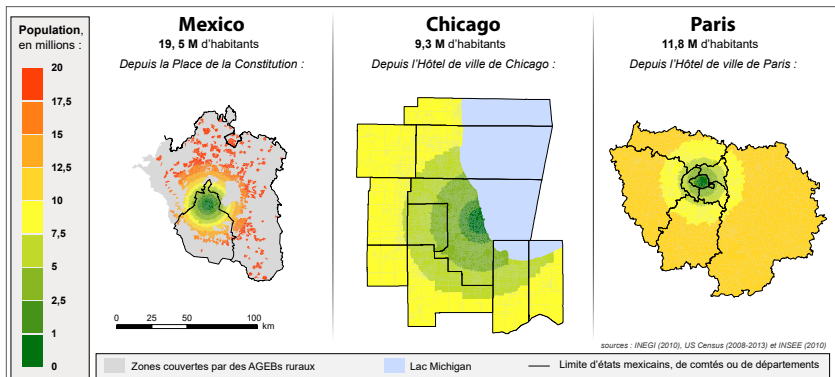 Population,
en millions :
20
17,5
15
12,5
10
7,5
5
2,5
1
0
Mexico
19, 5 M d'habitants
Depuis la Place de la Constitution :
0 25 50 100
km
Chicago
9,3 M d'habitants
Depuis l'Hôtel de ville de Chicago :
Paris
11,8 M d'habitants
Depuis l'Hôtel de ville de Paris :
sources : INEGI (2010), US Census (2008-2013) et INSEE (2010)
Zones couvertes par des AGEBs ruraux
Lac Michigan
Limite d'états mexicains, de comtés ou de départements